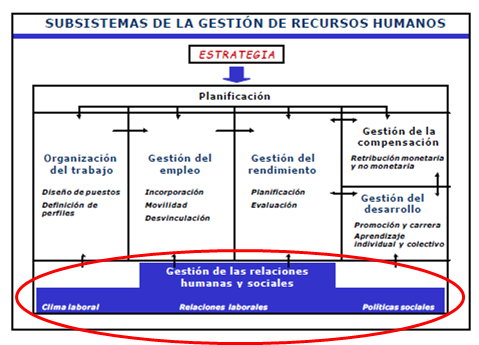 SUBSISTEMAS DE LA GESTIÓN DE RECURSOS HUMANOS
ESTRATEGIA
Planificación
Organización
del trabajo
Diseño de puestos
Definición de
perfiles
Gestión del
empleo
Incorporación
Movilidad
Desvinculación
Gestión del
rendimiento
Planificación
Evaluación
Gestión de la
compensación
Retribución monetaria
y no monetaria
Gestión del
desarrollo
Promoción y carrera
Aprendizaje
individual y colectivo
Gestión de las relaciones
humanas y sociales
Clima laboral
Relaciones laborales
Políticas sociales